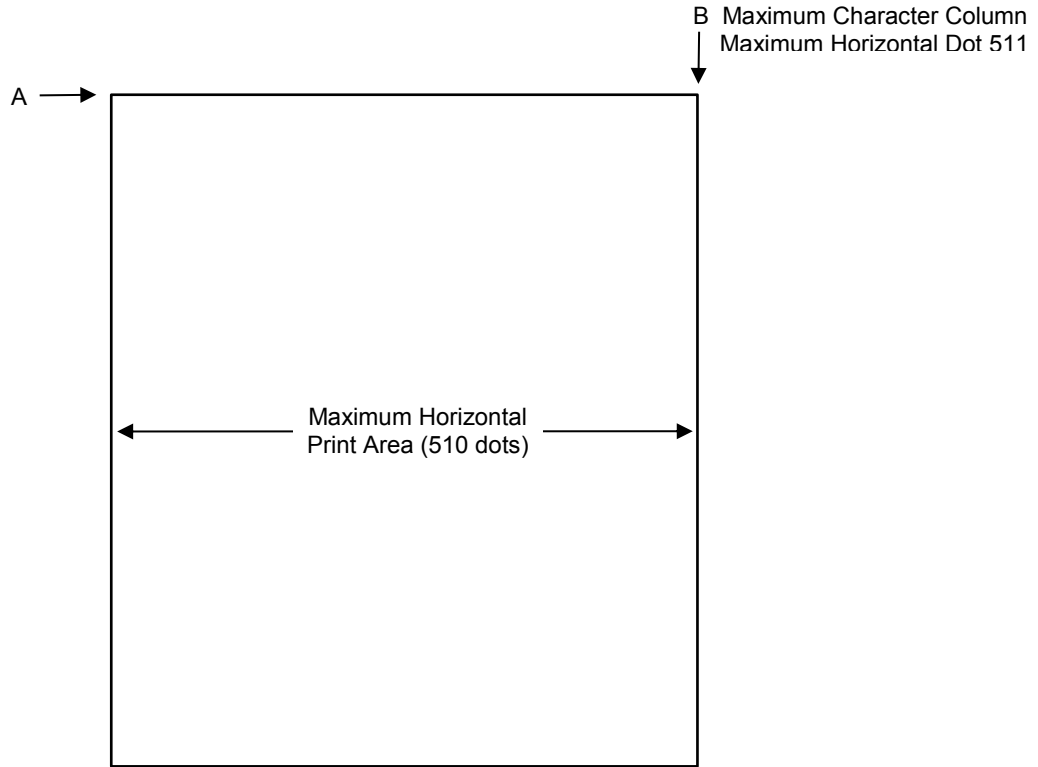 B Maximum Character Column
Maximum Horizontal Dot 511
A
Maximum Horizontal
Print Area (510 dots)